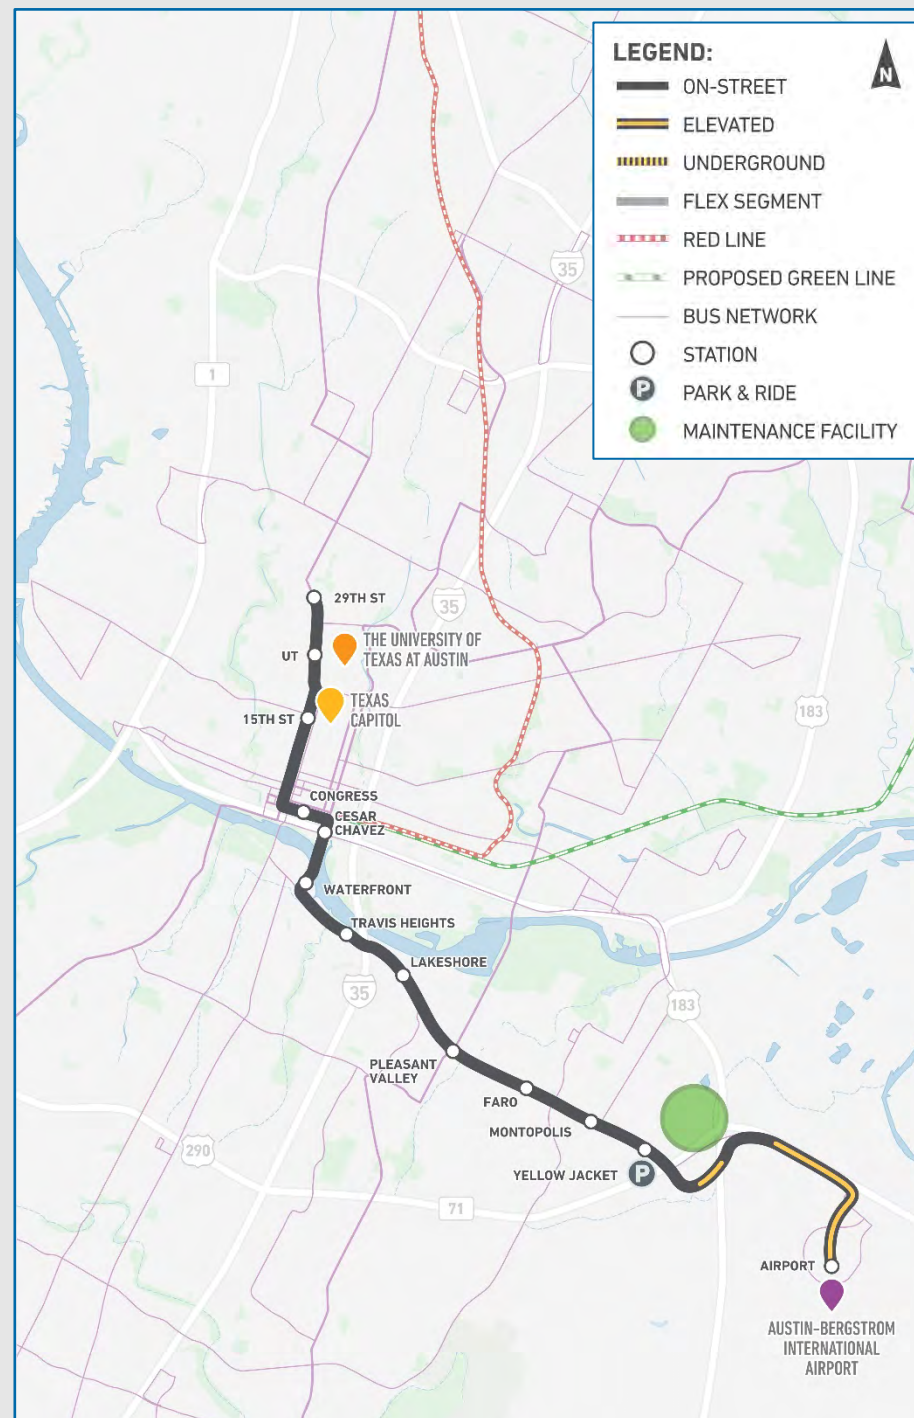 LEGEND:
N
ON-STREET
ELEVATED
UNDERGROUND
FLEX SEGMENT
RED LINE
PROPOSED GREEN LINE
BUS NETWORK
STATION
P
PARK & RIDE
MAINTENANCE FACILITY
35
1
29TH ST
35
UT
THE UNIVERSITY OF
TEXAS AT AUSTIN
15TH ST
TEXAS
CAPITOL
183
CONGRESS
CESAR
CHAVEZ
WATERFRONT
TRAVIS HEIGHTS
LAKESHORE
35
183
PLEASANT
VALLEY
FARO
MONTOPOLIS
290
YELLOW JACKET
P
71
AIRPORT
AUSTIN-BERGSTROM
INTERNATIONAL
AIRPORT